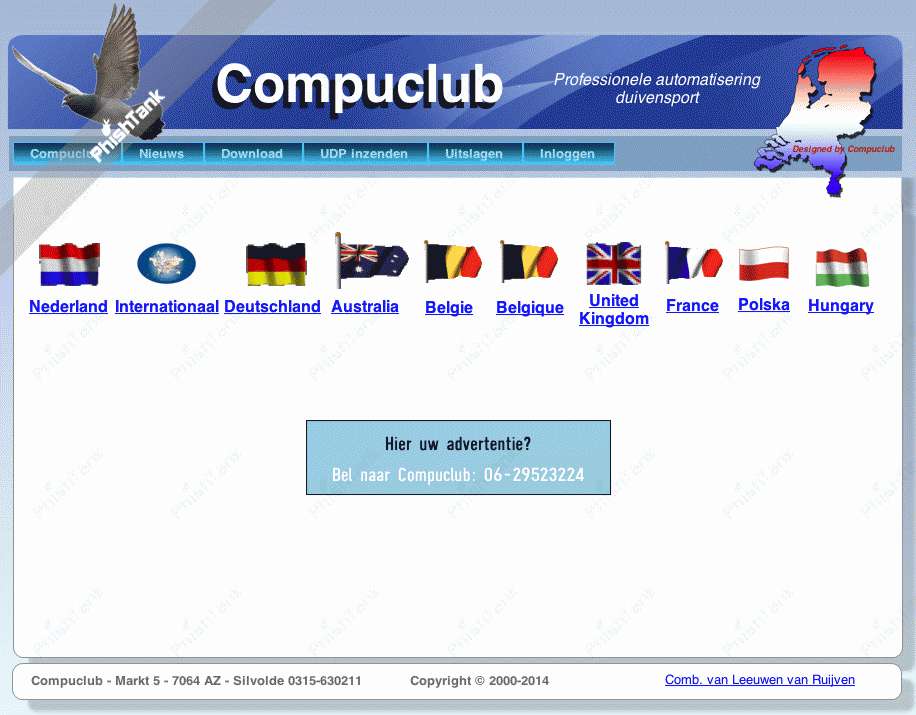 Compuclub
Professionele automatisering
duivensport
PhishTank
Nieuws
Download
UDP inzenden
Uitslagen
Inloggen
Designed by Compuclub
Nederland
Internationaal
Deutschland
Australia
Belgie
Belgique
United
Kingdom
France
Polska
Hungary
Hier uw advertentie?
Bel naar Compuclub: 06-29523224
Compuclub - Markt 5 - 7064 AZ - Silvolde 0315-630211
Copyright © 2000-2014
Comb. van Leeuwen van Ruijven